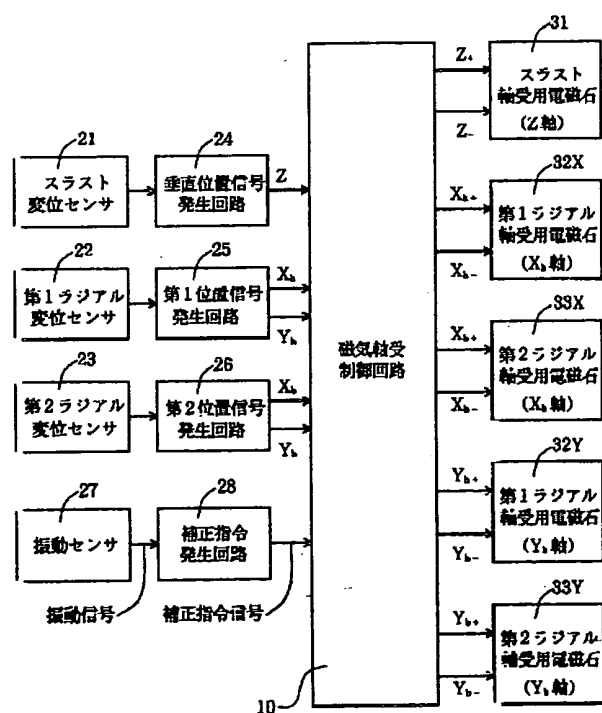 21
スラスト
変位センサ
24
垂直位置信号
発生回路
Z
22
第1ラジアル
変位センサ
25
第1位置信号
発生回路
Xh
Yh
23
第2ラジアル
変位センサ
26
第2位置信号
発生回路
Xb
Yb
27
振動センサ
振動信号
28
補正指令
発生回路
補正指令信号
磁気軸受
制御回路
10
31
Z+
Z-
スラスト
軸受用電磁石
(Z軸)
32X
Xh+
Xh-
第1ラジアル
軸受用電磁石
(Xh軸)
33X
Xb+
Xb-
第2ラジアル
軸受用電磁石
(Xb軸)
32Y
Yh+
Yh-
第1ラジアル
軸受用電磁石
(Yh軸)
33Y
Yb+
Yb-
第2ラジアル
軸受用電磁石
(Yb軸)